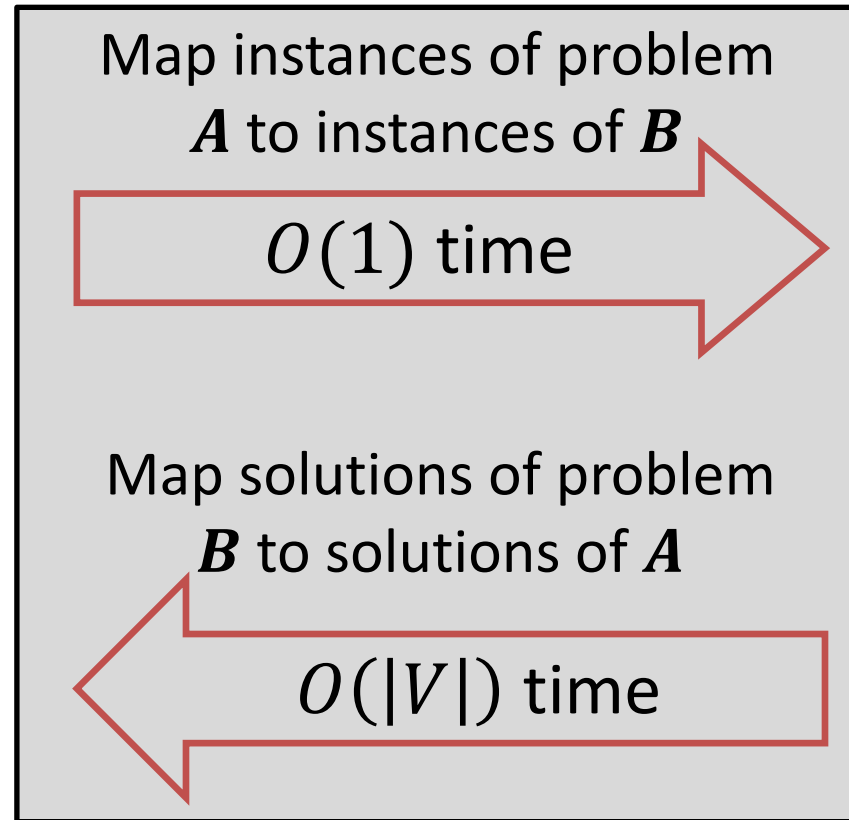 Map instances of problem
A to instances of B
O(1) time
Map solutions of problem
B to solutions of A
O(|V|) time